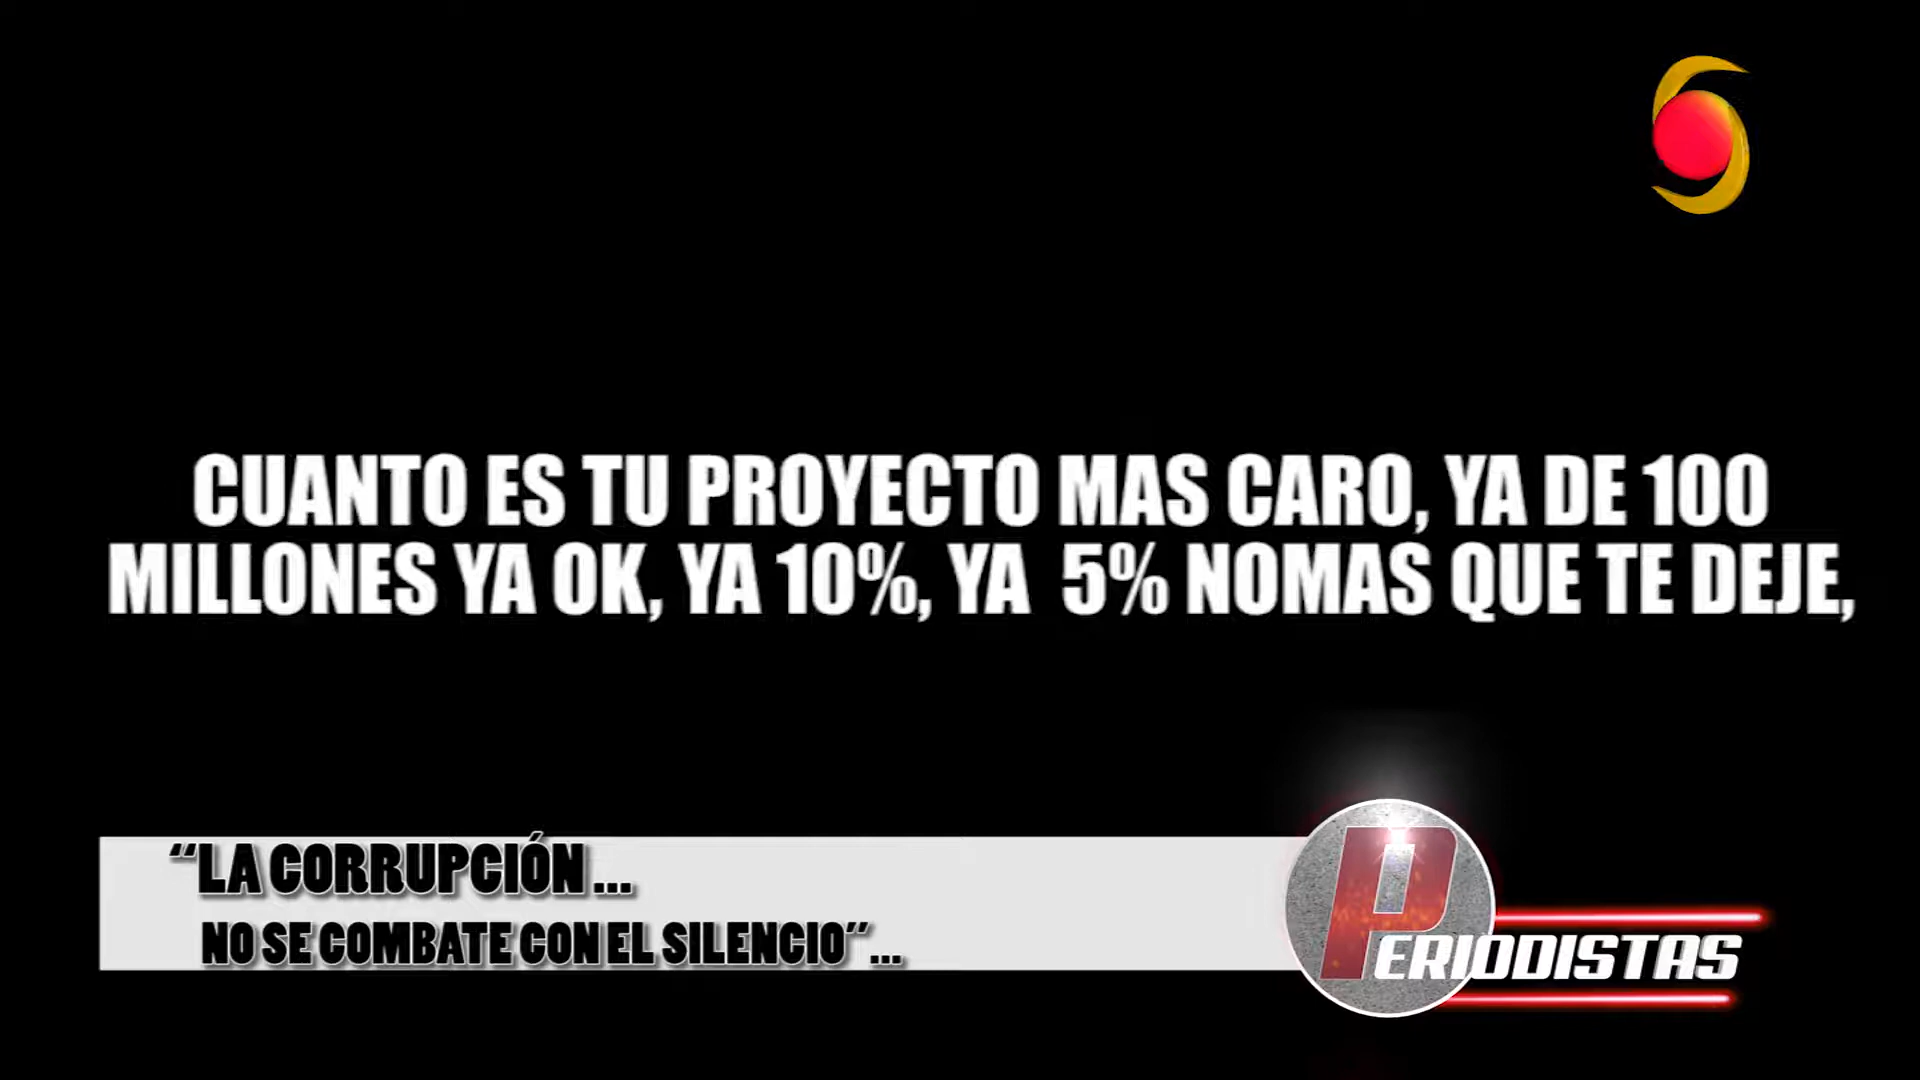 CUANTO ES TU PROYECTO MAS CARO, YA DE 100
MILLONES YA OK, YA 10%, YA 5% NOMAS QUE TE DEJE,
“LA CORRUPCIÓN...
NO SE COMBATE CON EL SILENCIO”...
PERIODISTAS